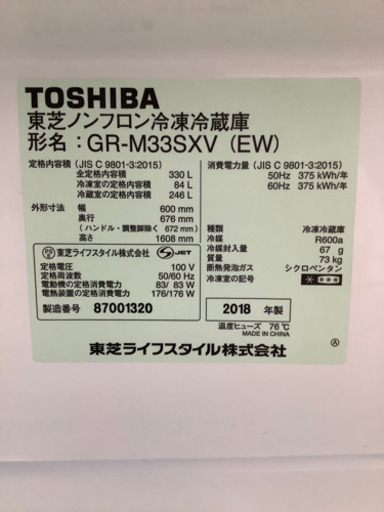 TOSHIBA
東芝ノンフロン冷凍冷蔵庫
形名：GR-M33SXV (EW)
定格内容積 (JIS C 9801-3:2015)
全定格内容積 330 L
冷凍室の定格内容積 84 L
冷蔵室の定格内容積 246 L
外形寸法 幅 600 mm
奥行 676 mm
(ハンドル・調整脚除く 672 mm)
高さ 1608 mm
消費電力量 (JIS C 9801-3:2015)
50Hz 375 kWh/年
60Hz 375 kWh/年
種類 冷凍冷蔵庫
冷媒 R600a
冷媒封入量 67 g
質量 73 kg
断熱発泡ガス シクロペンタン
冷凍室の記号
PSE 東芝ライフスタイル株式会社 JET
定格電圧 100 V
定格周波数 50/60 Hz
電動機の定格消費電力 83/ 83 W
電熱装置の定格消費電力 176/176 W
製造番号 87001320
2018 年製
温度ヒューズ 76℃
MADE IN CHINA
東芝ライフスタイル株式会社
Ⓐ